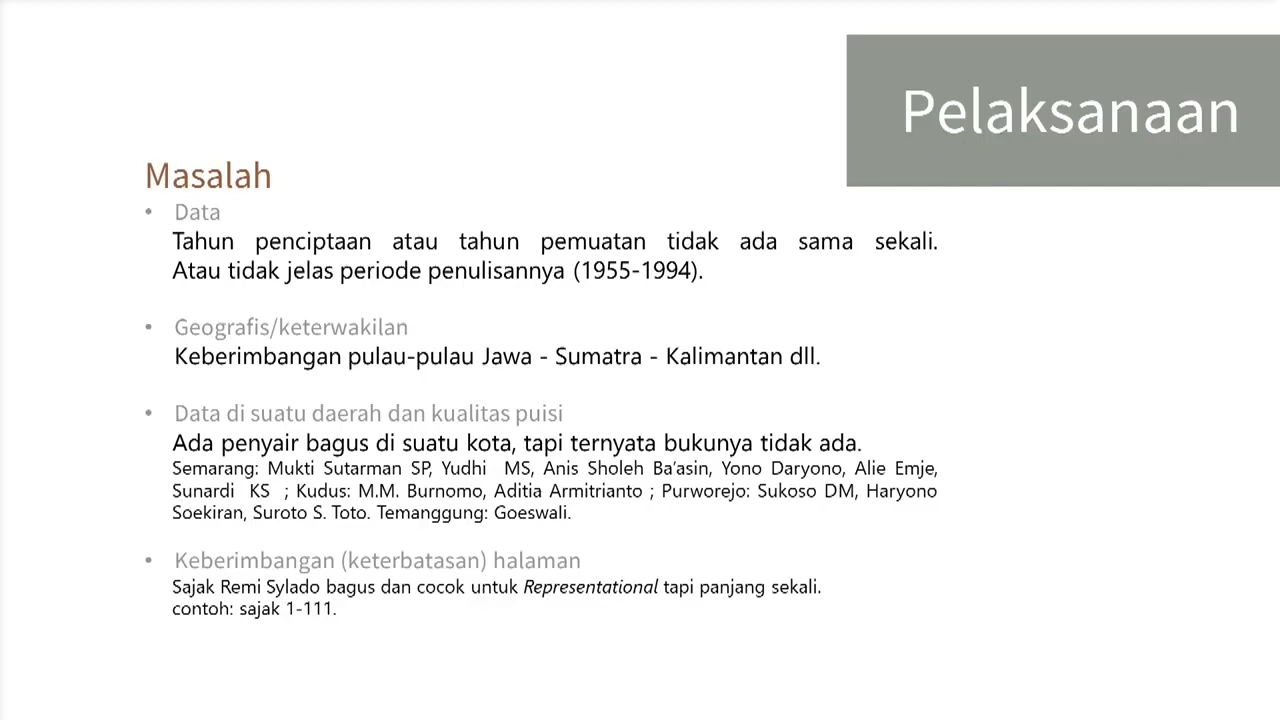 Pelaksanaan
Masalah
• Data
Tahun penciptaan atau tahun pemuatan tidak ada sama sekali.
Atau tidak jelas periode penulisannya (1955-1994).
• Geografis/keterwakilan
Keberimbangan pulau-pulau Jawa - Sumatra - Kalimantan dll.
• Data di suatu daerah dan kualitas puisi
Ada penyair bagus di suatu kota, tapi ternyata bukunya tidak ada.
Semarang: Mukti Sutarman SP, Yudhi MS, Anis Sholeh Ba'asin, Yono Daryono, Alie Emje,
Sunardi KS ; Kudus: M.M. Burnomo, Aditia Armitrianto ; Purworejo: Sukoso DM, Haryono
Soekiran, Suroto S. Toto. Temanggung: Goeswali.
• Keberimbangan (keterbatasan) halaman
Sajak Remi Sylado bagus dan cocok untuk Representational tapi panjang sekali.
contoh: sajak 1-111.